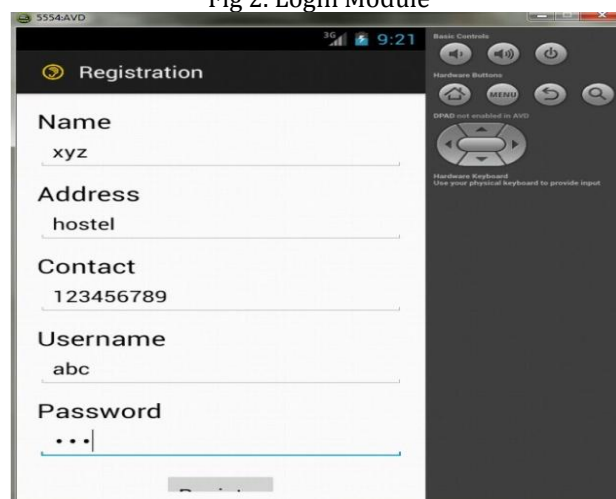 Fig 2. Login Module
5554:AVD
3G 9:21
Registration
Name
xyz
Address
hostel
Contact
123456789
Username
abc
Password
•••
Basic Controls
Hardware Buttons
MENU
DPAD not enabled in AVD
Hardware Keyboard
Use your physical keyboard to provide input